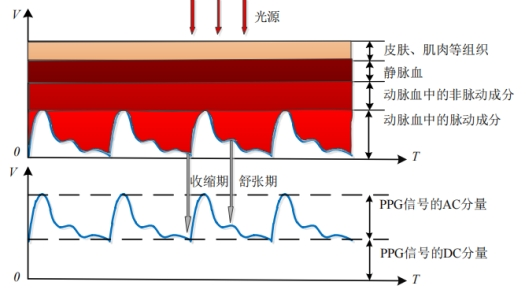 V
光源
皮肤、肌肉等组织
静脉血
动脉血中的非脉动成分
动脉血中的脉动成分
0
T
V
收缩期
舒张期
PPG信号的AC分量
PPG信号的DC分量
0
T